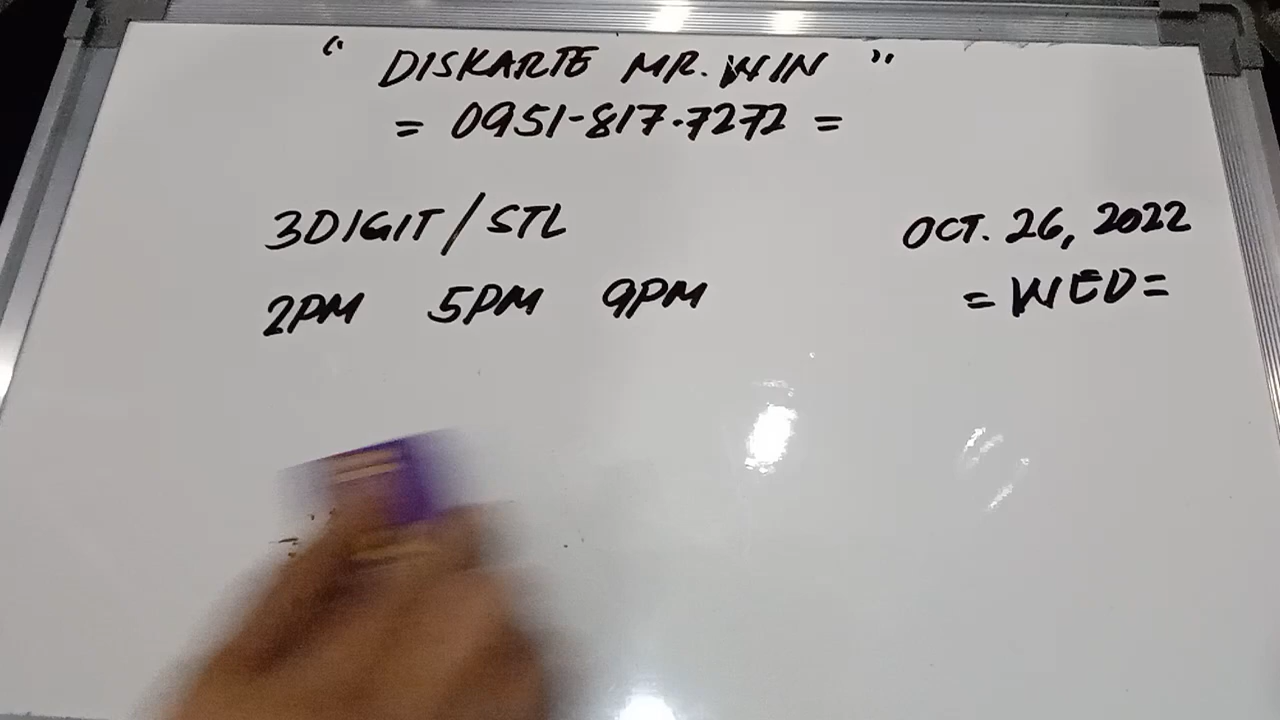 " DISKARTE MR. WIN "
= 0951-817-7272 =
3DIGIT/STL
OCT. 26, 2022
= WED =
2PM 5PM 9PM